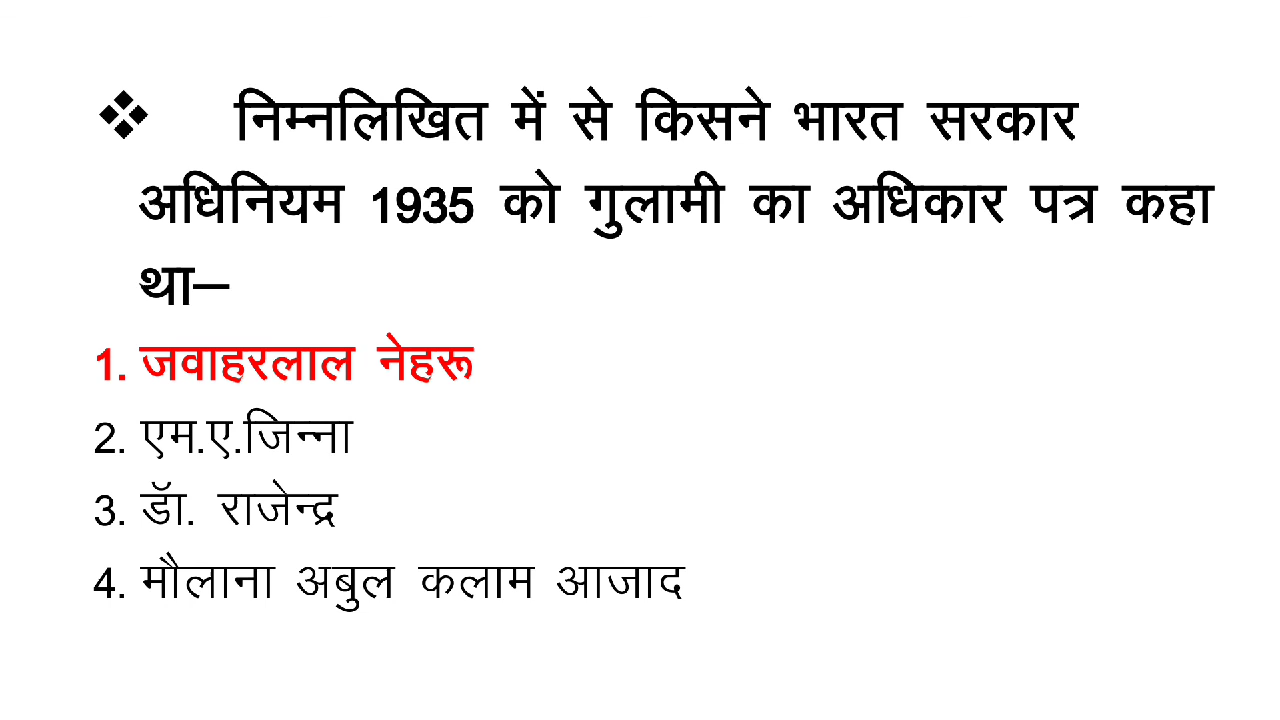 ❖ निम्नलिखित में से किसने भारत सरकार
अधिनियम 1935 को गुलामी का अधिकार पत्र कहा
था–
1. जवाहरलाल नेहरू
2. एम.ए.जिन्ना
3. डॉ. राजेन्द्र
4. मौलाना अबुल कलाम आजाद